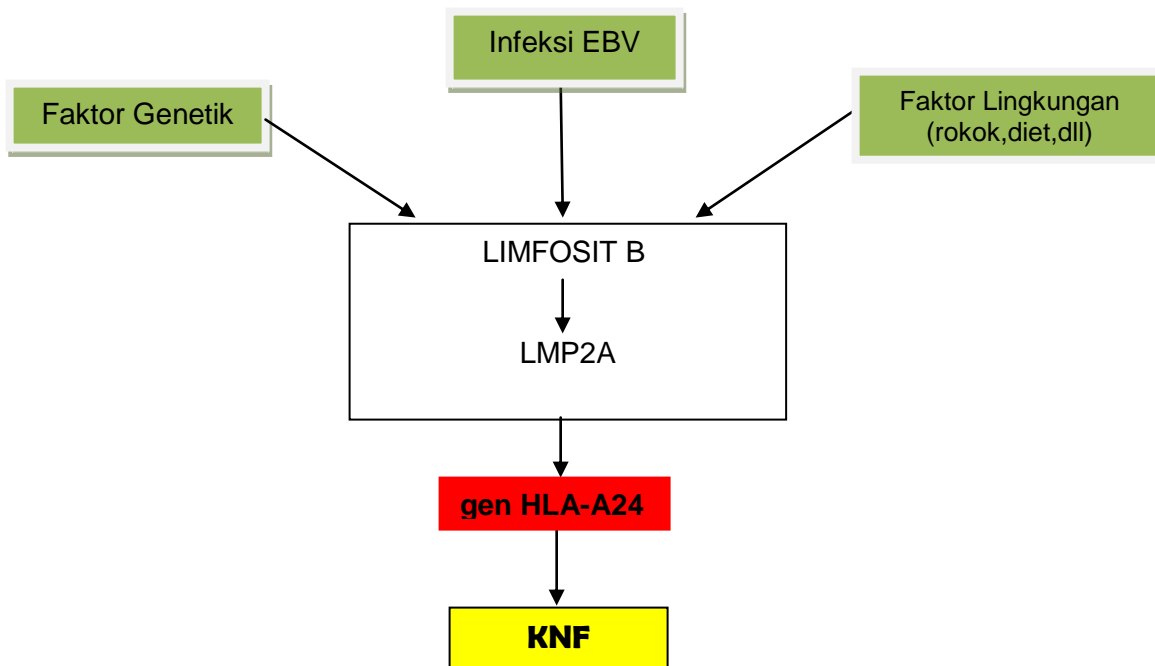 Infeksi EBV
Faktor Genetik
Faktor Lingkungan
(rokok,diet,dll)
LIMFOSIT B
LMP2A
gen HLA-A24
KNF